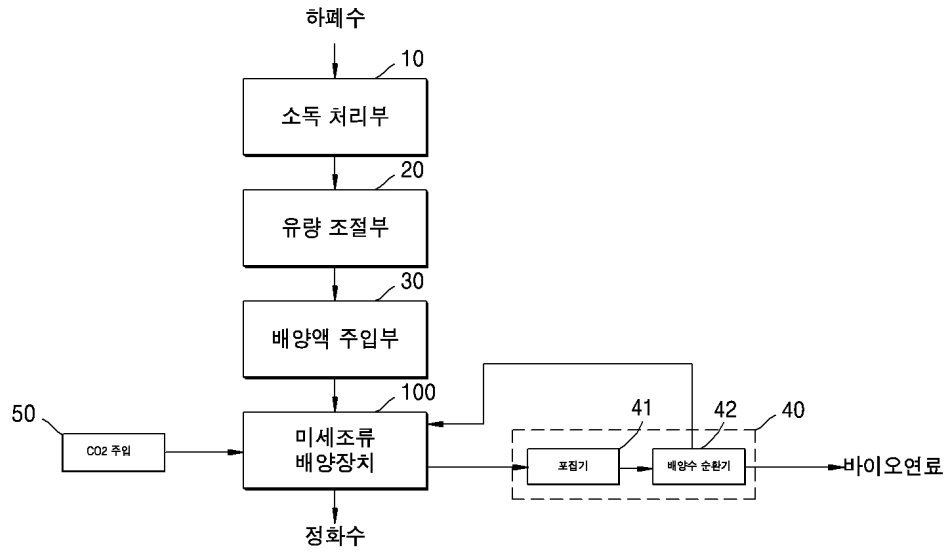 하폐수
10
소독 처리부
20
유량 조절부
30
배양액 주입부
100
50
CO2 주입
미세조류
배양장치
41
42
40
포집기
배양수 순환기
바이오연료
정화수